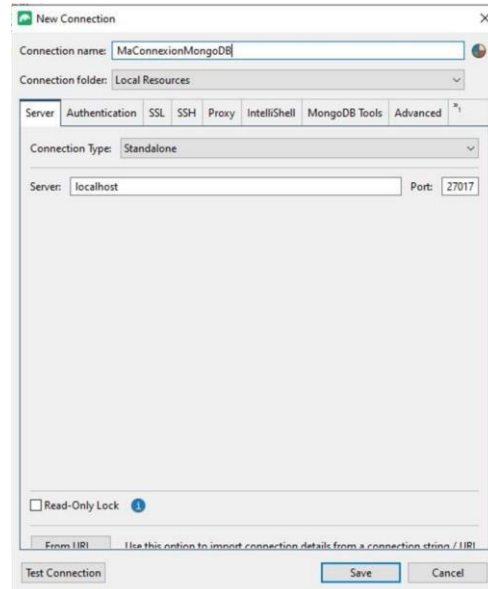 New Connection
Connection name: MaConnexionMongoDB
Connection folder: Local Resources
Server Authentication SSL SSH Proxy IntelliShell MongoDB Tools Advanced
Connection Type: Standalone
Server: localhost Port: 27017
Read-Only Lock
From URL Use this option to import connection details from a connection string / URI
Test Connection Save Cancel